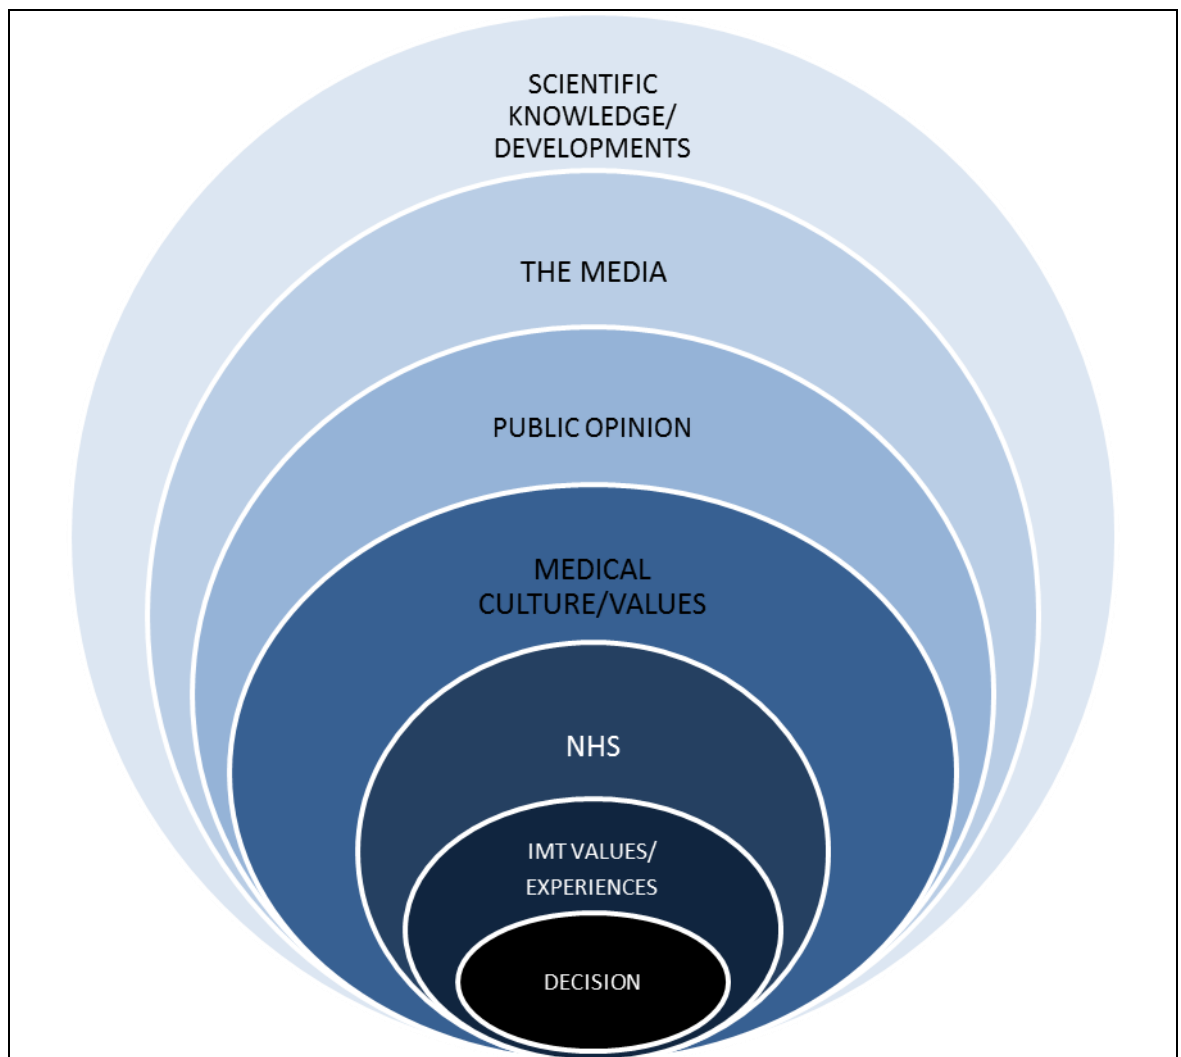 SCIENTIFIC
KNOWLEDGE/
DEVELOPMENTS
THE MEDIA
PUBLIC OPINION
MEDICAL
CULTURE/VALUES
NHS
IMT VALUES/
EXPERIENCES
DECISION